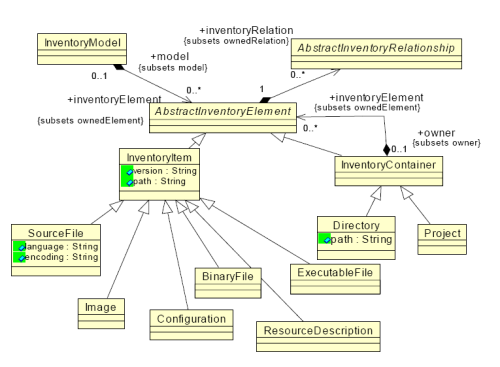 +inventoryRelation
{subsets ownedRelation}
InventoryModel
AbstractInventoryRelationship
+model
{subsets model}
0..1
1
0..*
+inventoryElement
{subsets ownedElement}
0..*
AbstractInventoryElement
+inventoryElement
{subsets ownedElement}
0..*
+owner
{subsets owner}
0..1
InventoryItem
version : String
path : String
InventoryContainer
SourceFile
language : String
encoding : String
Directory
path : String
Project
BinaryFile
ExecutableFile
Image
Configuration
ResourceDescription